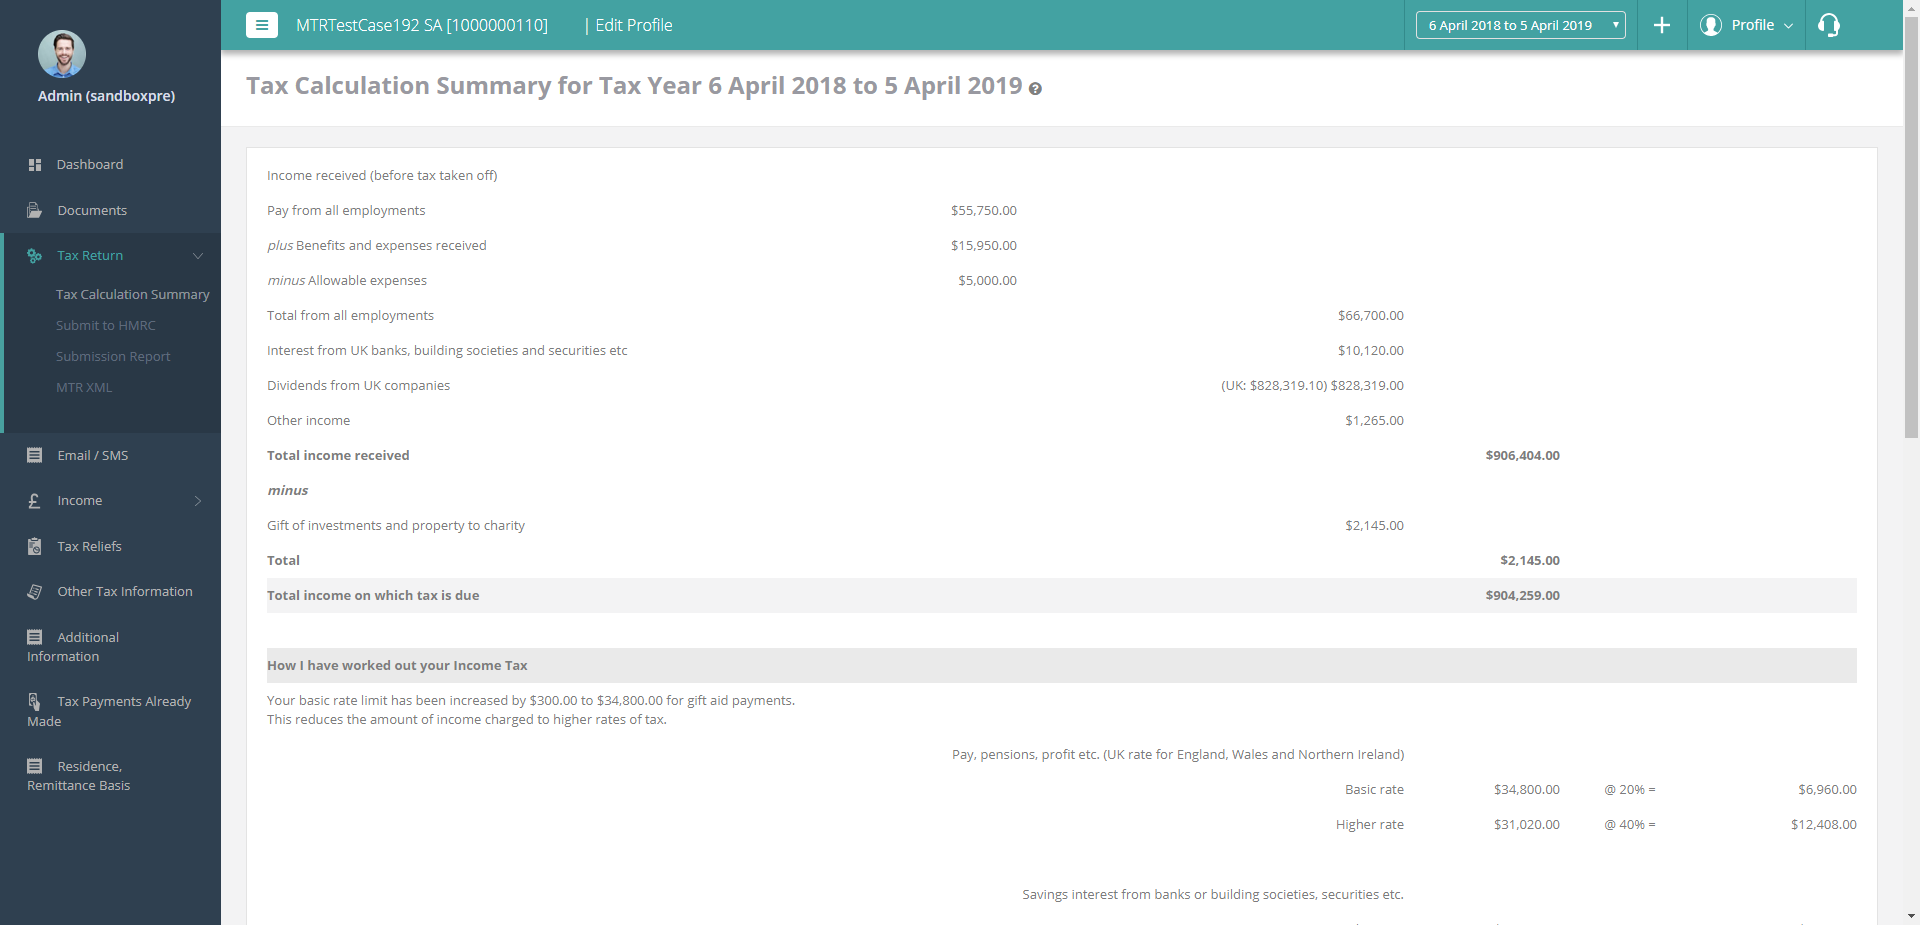 MTRTestCase192 SA [1000000110] | Edit Profile
6 April 2018 to 5 April 2019
Profile
Admin (sandboxpre)
Dashboard
Documents
Tax Return
Tax Calculation Summary
Submit to HMRC
Submission Report
MTR XML
Email / SMS
Income
Tax Reliefs
Other Tax Information
Additional
Information
Tax Payments Already
Made
Residence,
Remittance Basis
Tax Calculation Summary for Tax Year 6 April 2018 to 5 April 2019
Income received (before tax taken off)
Pay from all employments $55,750.00
plus Benefits and expenses received $15,950.00
minus Allowable expenses $5,000.00
Total from all employments $66,700.00
Interest from UK banks, building societies and securities etc $10,120.00
Dividends from UK companies (UK: $828,319.10) $828,319.00
Other income $1,265.00
Total income received $906,404.00
minus
Gift of investments and property to charity $2,145.00
Total $2,145.00
Total income on which tax is due $904,259.00
How I have worked out your Income Tax
Your basic rate limit has been increased by $300.00 to $34,800.00 for gift aid payments.
This reduces the amount of income charged to higher rates of tax.
Pay, pensions, profit etc. (UK rate for England, Wales and Northern Ireland)
Basic rate $34,800.00 @ 20% = $6,960.00
Higher rate $31,020.00 @ 40% = $12,408.00
Savings interest from banks or building societies, securities etc.